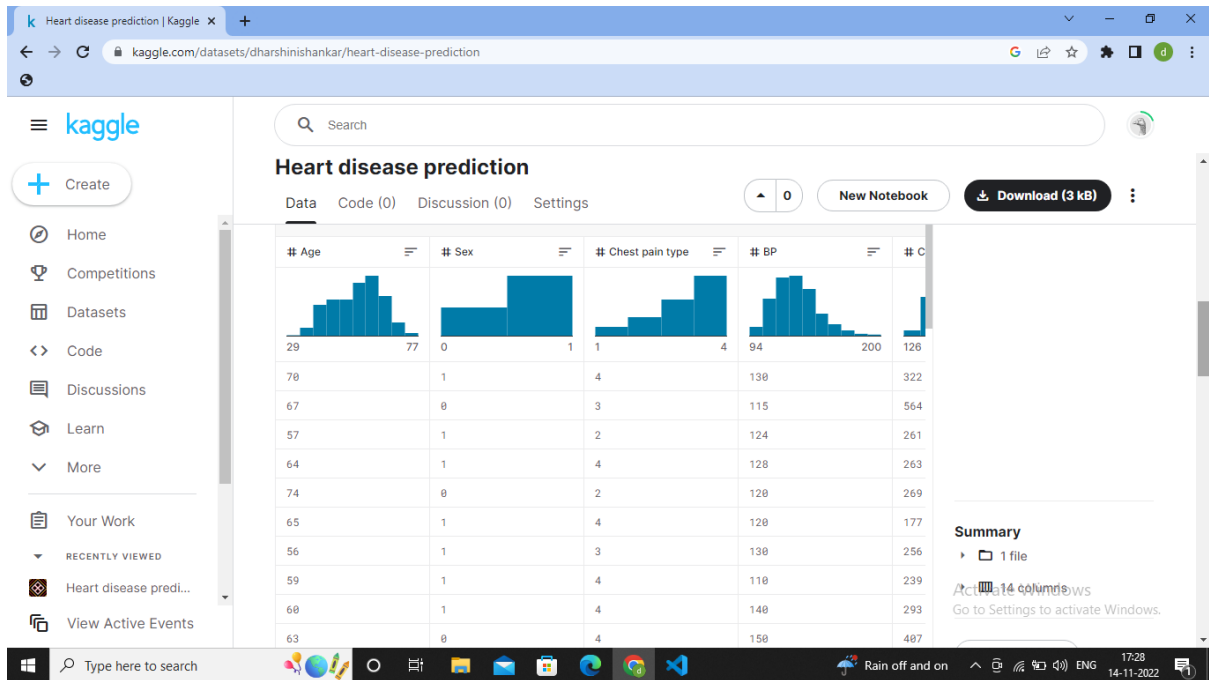 k Heart disease prediction | Kaggle
kaggle.com/datasets/dharshinishankar/heart-disease-prediction
d
kaggle
Search
Heart disease prediction
Create
0 New Notebook Download (3 kB)
Data Code (0) Discussion (0) Settings
Home
Competitions
Datasets
Code
Discussions
Learn
More
Your Work
RECENTLY VIEWED
Heart disease predi...
View Active Events
# Age # Sex # Chest pain type # BP # C
29 77 0 1 1 4 94 200 126
70 1 4 130 322
67 0 3 115 564
57 1 2 124 261
64 1 4 128 263
74 0 2 120 269
65 1 4 120 177
56 1 3 130 256
59 1 4 110 239
60 1 4 140 293
63 0 4 150 407
Summary
1 file
14 columns
Activate Windows
Go to Settings to activate Windows.
Type here to search
Rain off and on ENG 17:28
14-11-2022
1